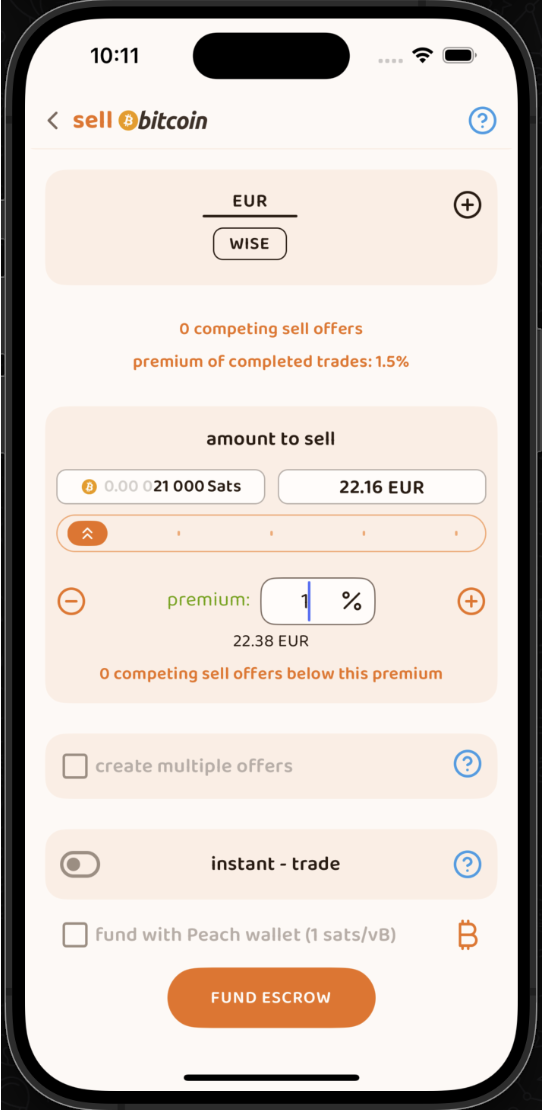 10:11
sell bitcoin
EUR
WISE
0 competing sell offers
premium of completed trades: 1.5%
amount to sell
0.00 021 000 Sats 22.16 EUR
premium: 1 %
22.38 EUR
0 competing sell offers below this premium
create multiple offers
instant - trade
fund with Peach wallet (1 sats/vB)
FUND ESCROW